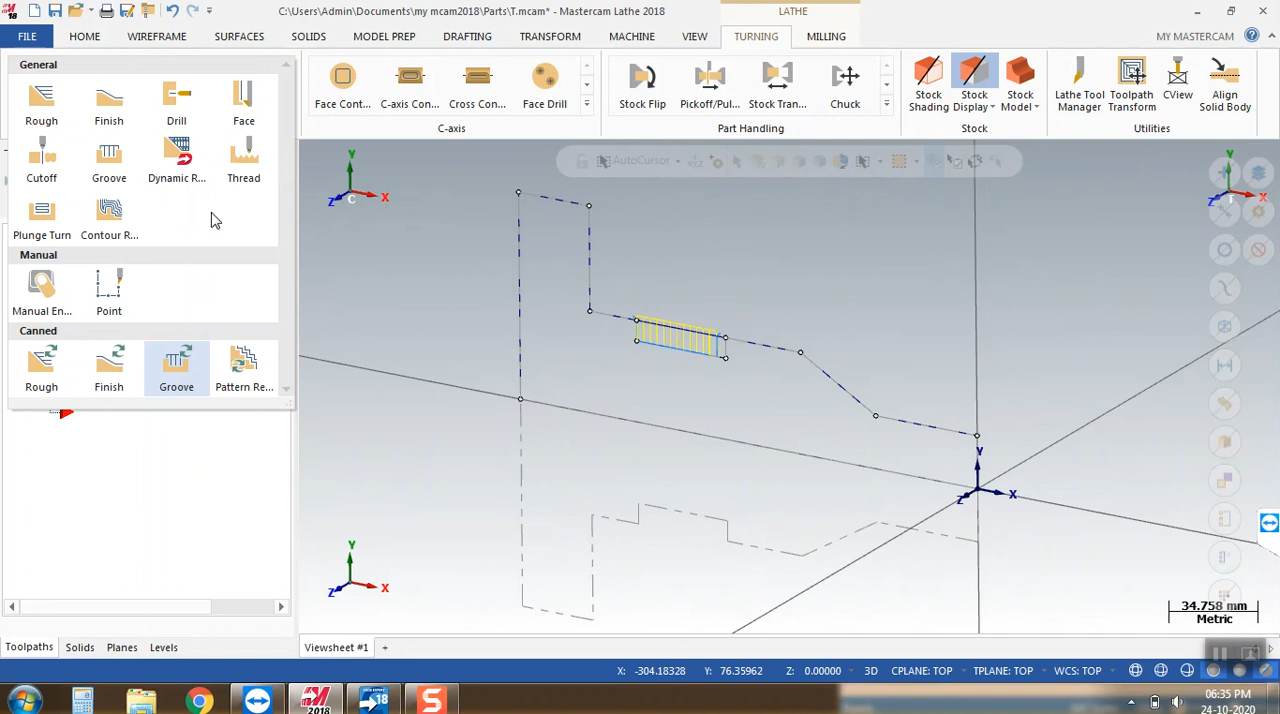 C:\Users\Admin\Documents\my mcam2018\Parts\T.mcam* - Mastercam Lathe 2018
LATHE
FILE HOME WIREFRAME SURFACES SOLIDS MODEL PREP DRAFTING TRANSFORM MACHINE VIEW TURNING MILLING MY MASTERCAM
General
Rough Finish Drill Face
Cutoff Groove Dynamic R... Thread
Plunge Turn Contour R...
Manual
Manual En... Point
Canned
Rough Finish Groove Pattern Re...
Face Cont... C-axis Con... Cross Con... Face Drill
C-axis
Stock Flip Pickoff/Pul... Stock Tran... Chuck
Part Handling
Stock Shading
Stock Display
Stock Model
Stock
Lathe Tool Manager
Toolpath Transform
CView
Align Solid Body
Utilities
AutoCursor
Y
Z
C
X
Y
Z
X
Y
X
Z
Y
Z
X
34.758 mm
Metric
Toolpaths Solids Planes Levels
Viewsheet #1 +
X: -304.18328 Y: 76.35962 Z: 0.00000 3D CPLANE: TOP TPLANE: TOP WCS: TOP
2018
18
S
06:35 PM
24-10-2020